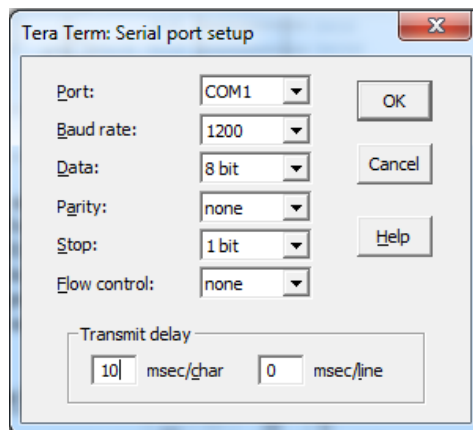 Tera Term: Serial port setup
Port: COM1 OK
Baud rate: 1200
Data: 8 bit Cancel
Parity: none
Stop: 1 bit Help
Flow control: none
Transmit delay
10 msec/char 0 msec/line